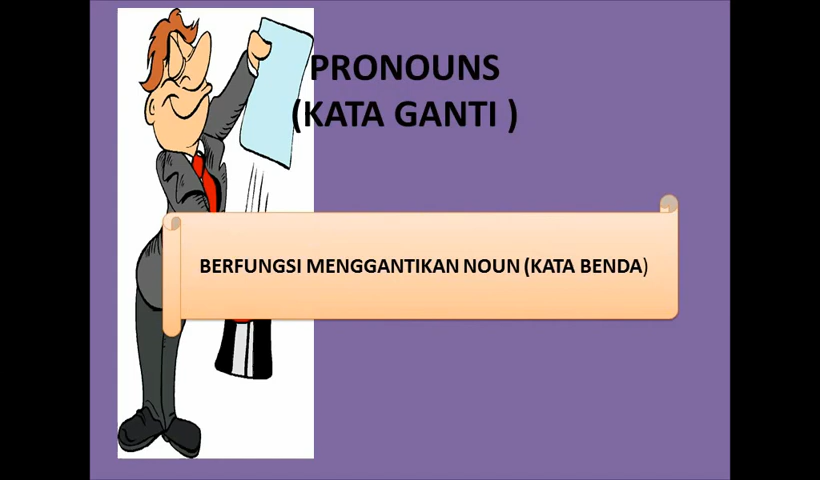 PRONOUNS
(KATA GANTI )
BERFUNGSI MENGGANTIKAN NOUN (KATA BENDA)